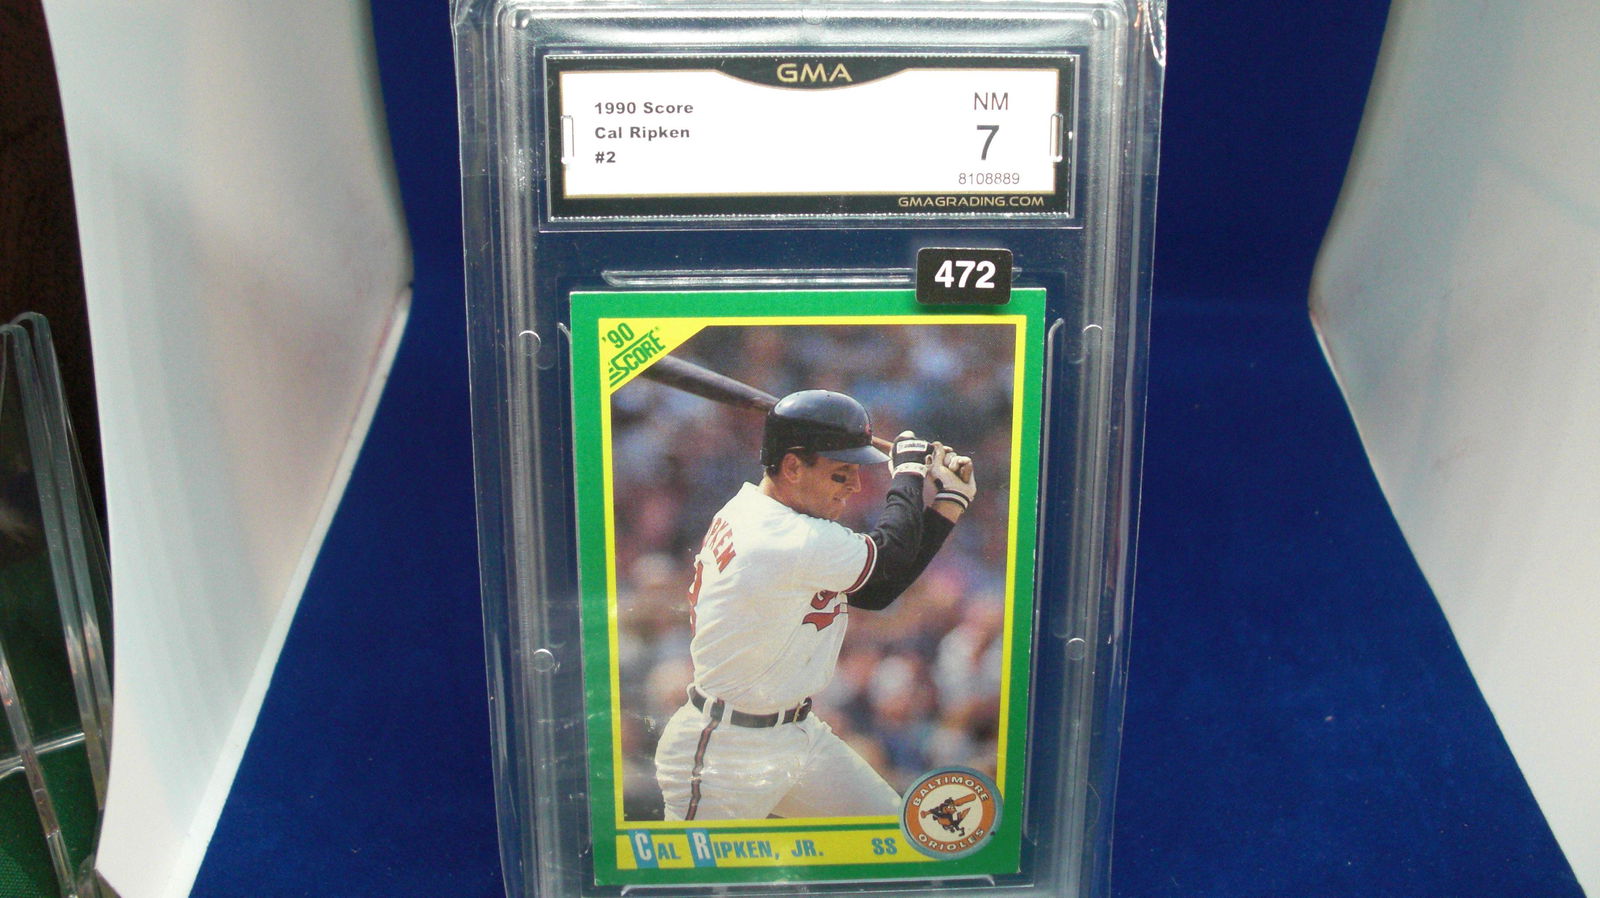 GMA
1990 Score
Cal Ripken
#2
NM
7
8108889
GMAGRADING.COM
472
'90
SCORE
RIPKEN
CAL RIPKEN, JR. SS
BALTIMORE
ORIOLES